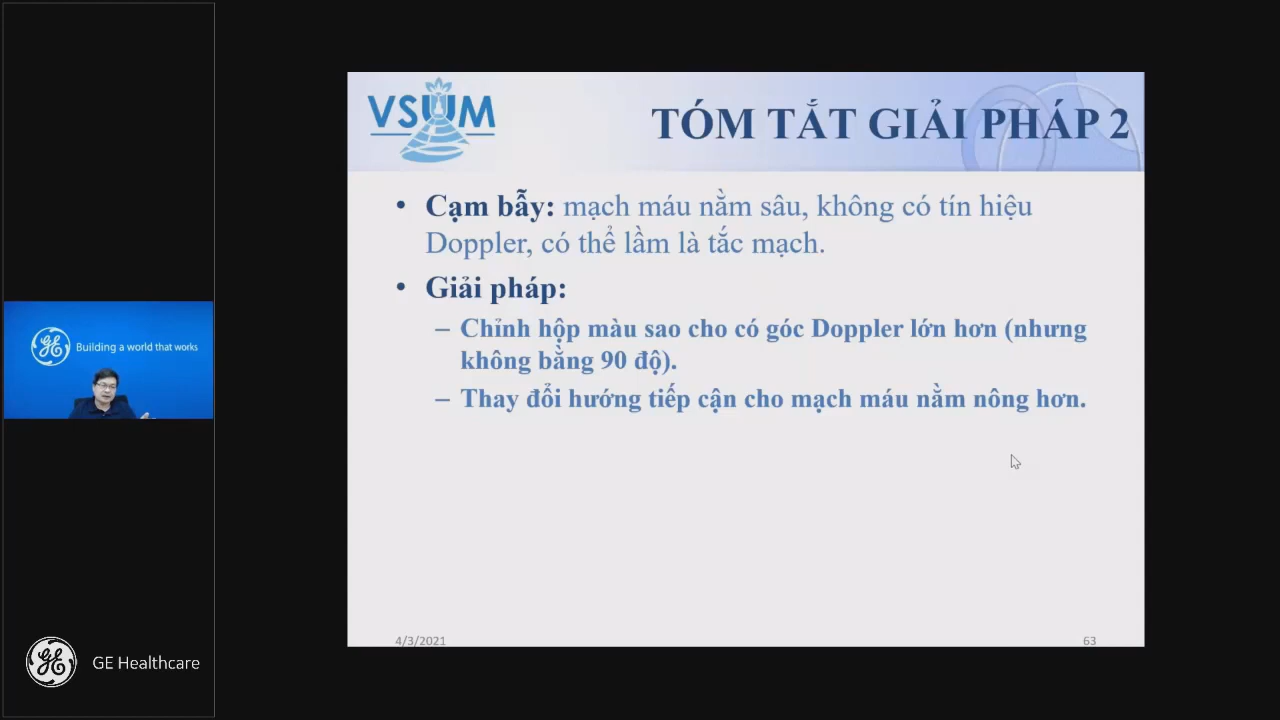 VSUM
TÓM TẮT GIẢI PHÁP 2
• Cạm bẫy: mạch máu nằm sâu, không có tín hiệu
Doppler, có thể lầm là tắc mạch.
• Giải pháp:
– Chỉnh hộp màu sao cho có góc Doppler lớn hơn (nhưng
không bằng 90 độ).
– Thay đổi hướng tiếp cận cho mạch máu nằm nông hơn.
4/3/2021
63
Building a world that works
GE Healthcare